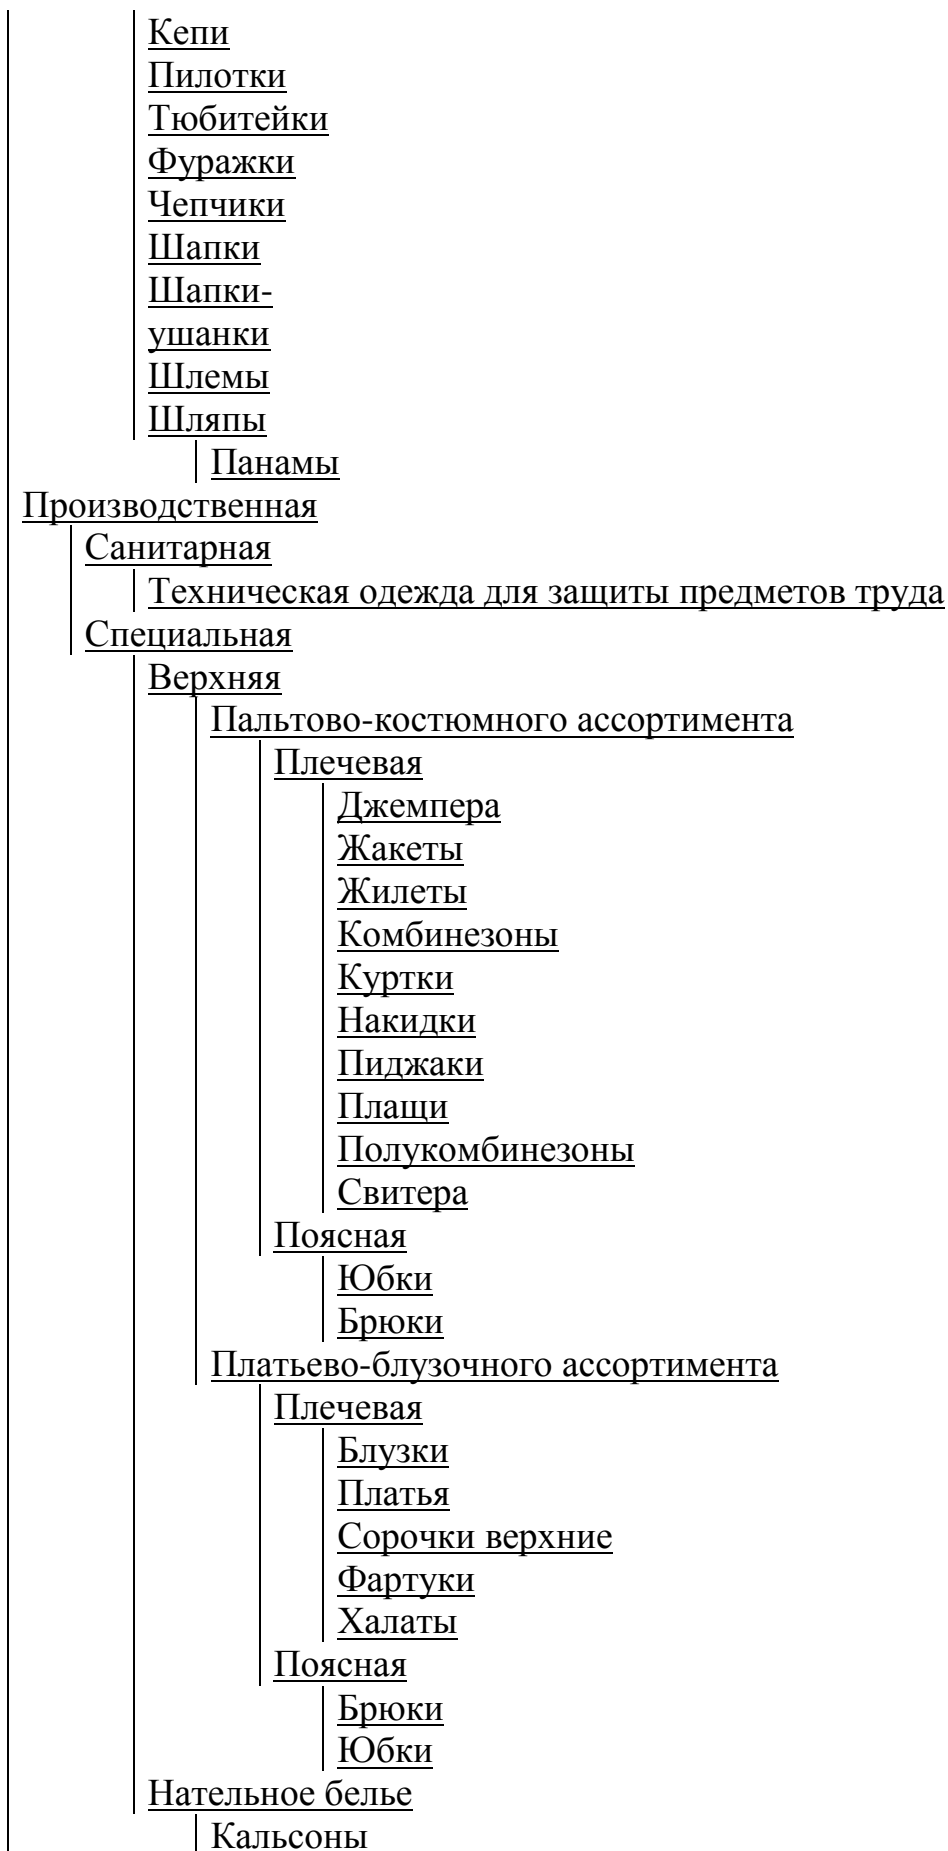 Кепи
Пилотки
Тюбитейки
Фуражки
Чепчики
Шапки
Шапки-
ушанки
Шлемы
Шляпы
Панамы
Производственная
Санитарная
Техническая одежда для защиты предметов труда
Специальная
Верхняя
Пальтово-костюмного ассортимента
Плечевая
Джемпера
Жакеты
Жилеты
Комбинезоны
Куртки
Накидки
Пиджаки
Плащи
Полукомбинезоны
Свитера
Поясная
Юбки
Брюки
Платьево-блузочного ассортимента
Плечевая
Блузки
Платья
Сорочки верхние
Фартуки
Халаты
Поясная
Брюки
Юбки
Нательное белье
Кальсоны